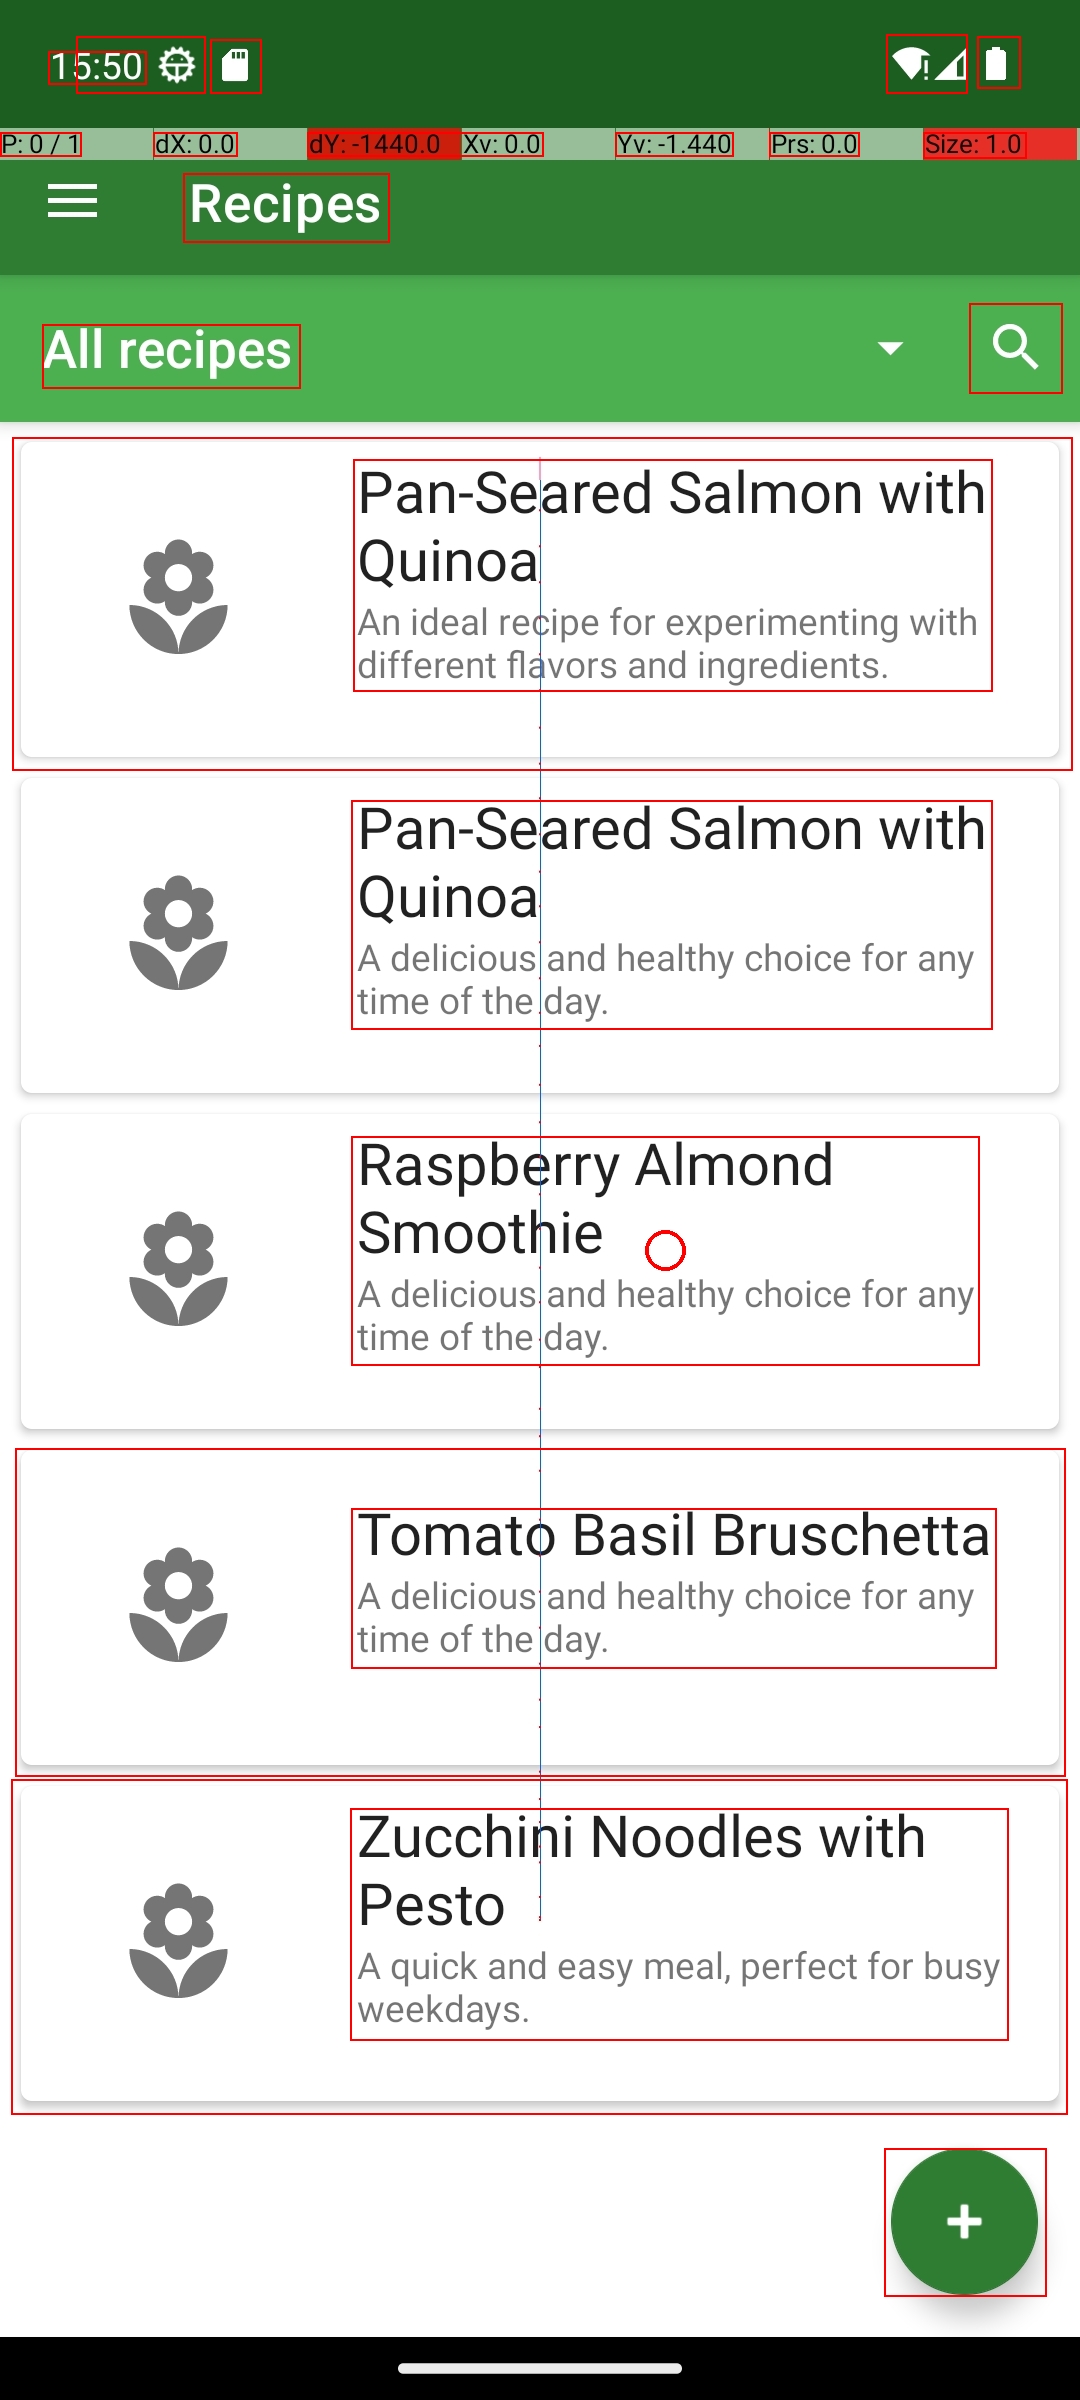 15:50
P: 0 / 1 dX: 0.0 dY: -1440.0 Xv: 0.0 Yv: -1.440 Prs: 0.0 Size: 1.0
Recipes
All recipes
Pan-Seared Salmon with
Quinoa
An ideal recipe for experimenting with
different flavors and ingredients.
Pan-Seared Salmon with
Quinoa
A delicious and healthy choice for any
time of the day.
Raspberry Almond
Smoothie
A delicious and healthy choice for any
time of the day.
Tomato Basil Bruschetta
A delicious and healthy choice for any
time of the day.
Zucchini Noodles with
Pesto
A quick and easy meal, perfect for busy
weekdays.